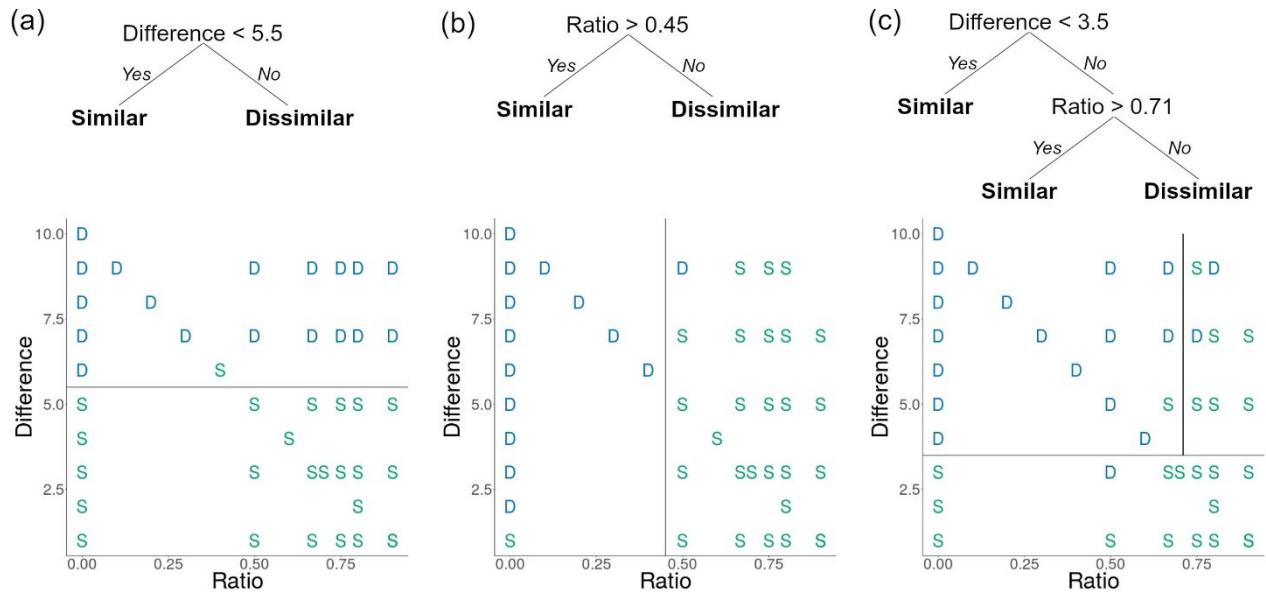 (a)
Difference < 5.5
Yes No
Similar Dissimilar
10.0 D
D D D D D D D
D
7.5
D D D D D D D
Difference
D S
5.0 S S S S S S
S S
S S S S S S S
2.5
S S
S S S S S S
0.00 0.25 0.50 0.75
Ratio
(b)
Ratio > 0.45
Yes No
Similar Dissimilar
10.0 D
D D D S S S
D D
7.5
D D S S S S S
Difference
D D
5.0 D S S S S S
D S
D S S S S S S
2.5
D S
S S S S S S
0.00 0.25 0.50 0.75
Ratio
(c)
Difference < 3.5
Yes No
Similar
Ratio > 0.71
Yes No
Similar Dissimilar
10.0 D
D D D D S D
D D
7.5
D D D D D S S
Difference
D D
5.0 D D S S S S
D D
S D S S S S S
2.5
S S
S S S S S S
0.00 0.25 0.50 0.75
Ratio